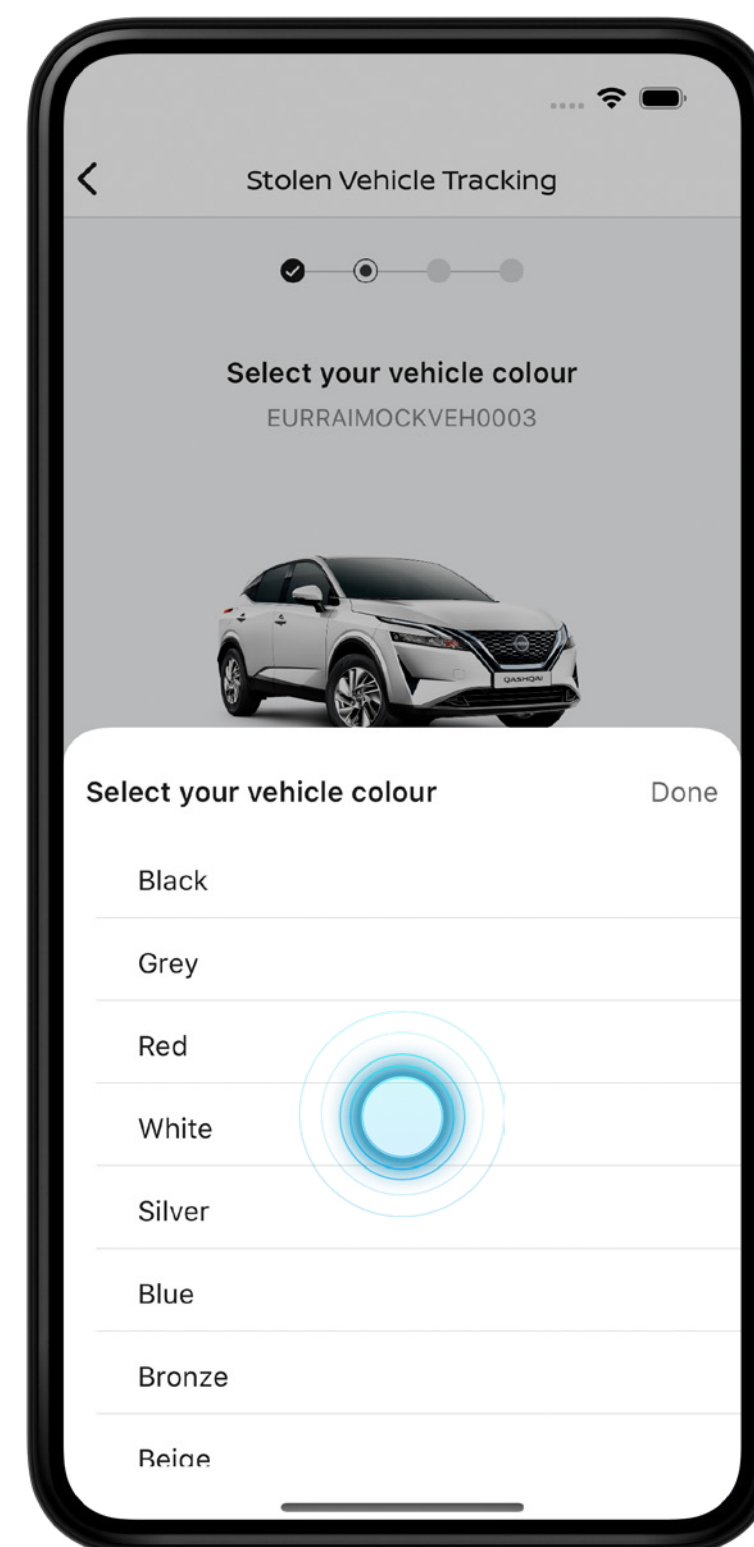 Stolen Vehicle Tracking
Select your vehicle colour
EURRAIMOCKVEH0003
QASHQAI
Select your vehicle colour
Done
Black
Grey
Red
White
Silver
Blue
Bronze
Beige